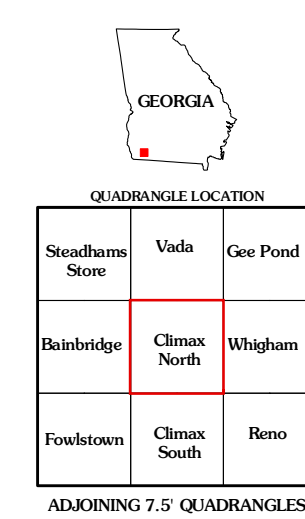 GEORGIA
QUADRANGLE LOCATION
Steadhams
Store
Vada
Gee Pond
Bainbridge
Climax
North
Whigham
Fowlstown
Climax
South
Reno
ADJOINING 7.5' QUADRANGLES